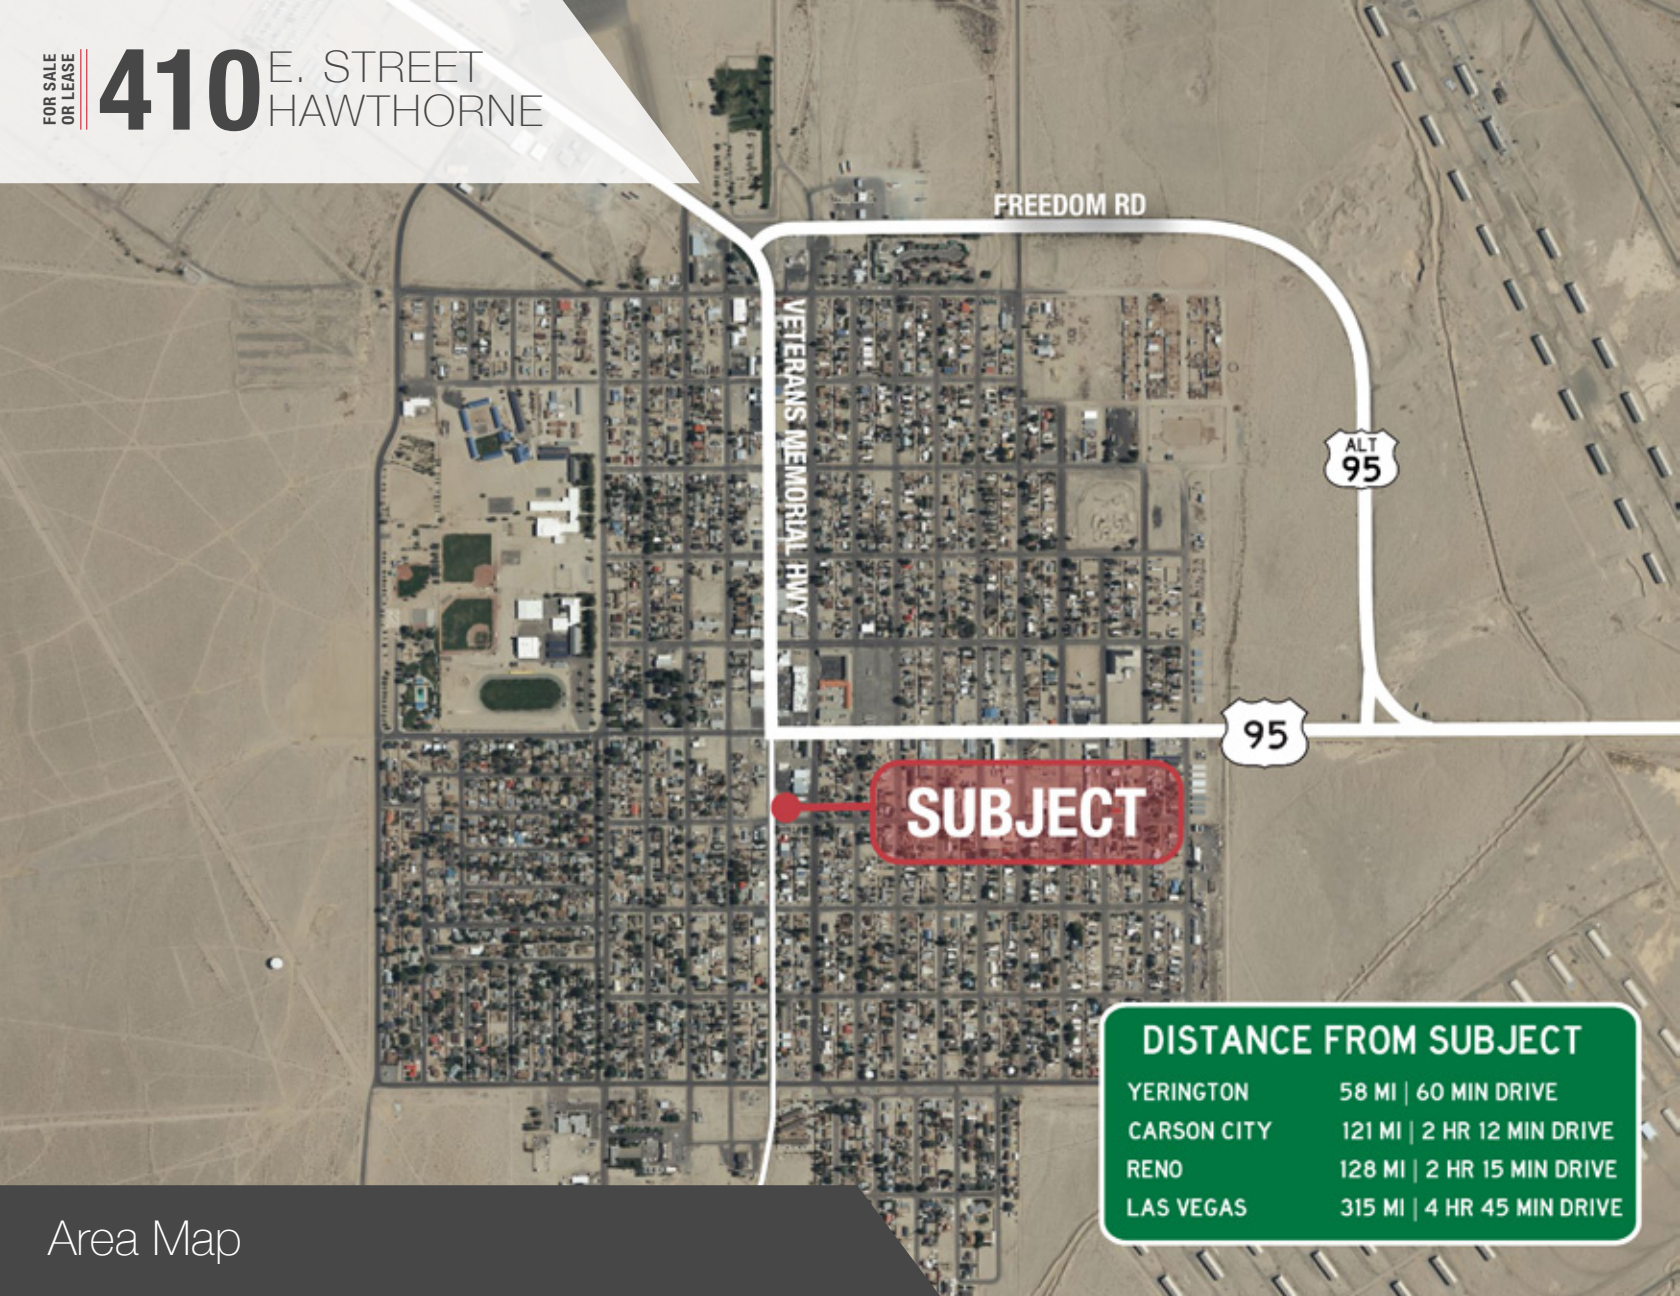 FOR SALE
OR LEASE
410
E. STREET
HAWTHORNE
FREEDOM RD
VETERANS MEMORIAL HWY
ALT
95
95
SUBJECT
DISTANCE FROM SUBJECT
YERINGTON 58 MI | 60 MIN DRIVE
CARSON CITY 121 MI | 2 HR 12 MIN DRIVE
RENO 128 MI | 2 HR 15 MIN DRIVE
LAS VEGAS 315 MI | 4 HR 45 MIN DRIVE
Area Map